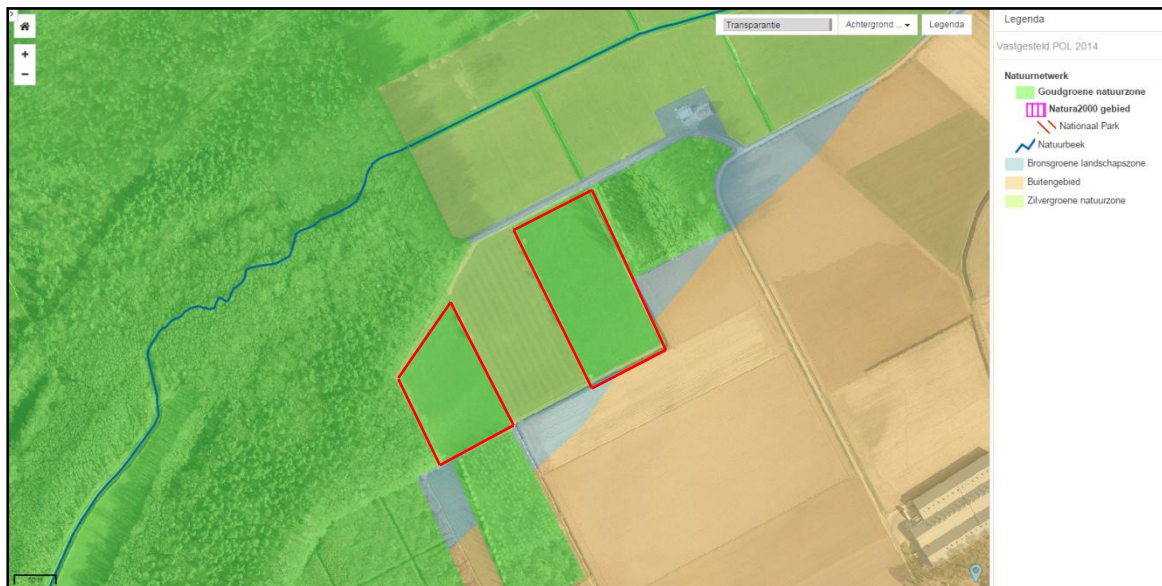 Transparantie
Achtergrond ...
Legenda
Legenda
Vastgesteld POL 2014
Natuurnetwerk
Goudgroene natuurzone
Natura2000 gebied
Nationaal Park
Natuurbeek
Bronsgroene landschapszone
Buitengebied
Zilvergroene natuurzone